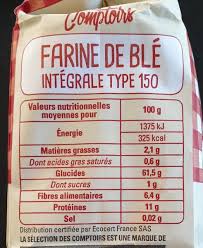 Comptoirs
FARINE DE BLÉ
INTÉGRALE TYPE 150
Valeurs nutritionnelles
moyennes pour
100 g
Énergie
1375 kJ
325 kcal
Matières grasses 2,1 g
Dont acides gras saturés 0,6 g
Glucides 61,5 g
Dont sucres 1 g
Fibres alimentaires 6,4 g
Protéines 11 g
Sel 0,02 g
Distribution certifiée par Ecocert France SAS
LA SÉLECTION DES COMPTOIRS EST UNE MARQUE DE